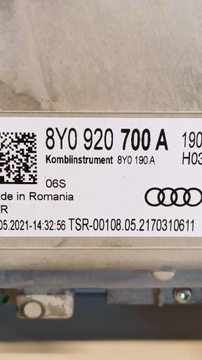 8Y0 920 700 A 190
Kombiinstrument 8Y0 190 A H03
06S
de in Romania
R
05.2021-14:32:56 TSR-00108.05.2170310611